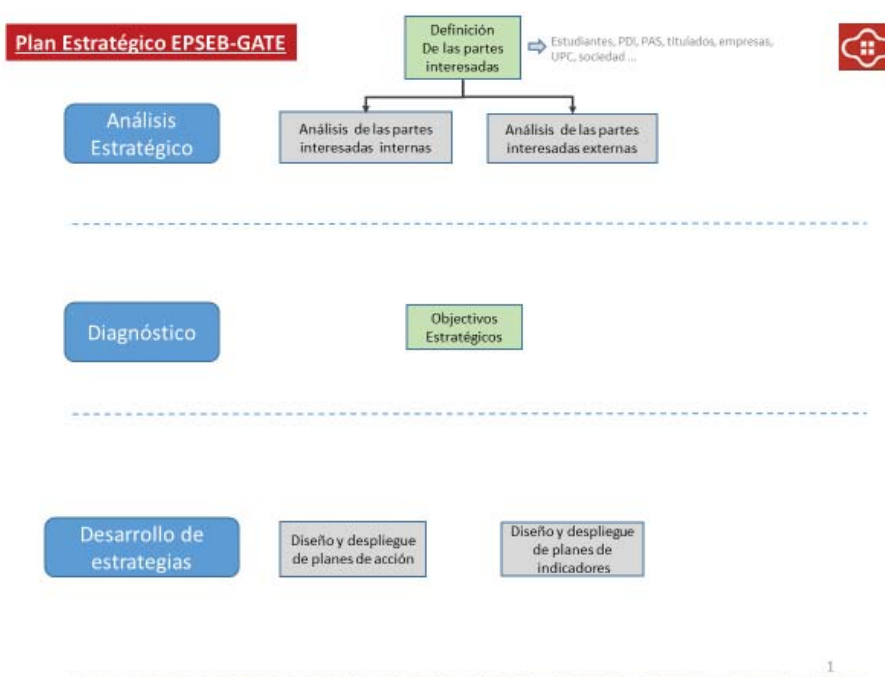 Plan Estratégico EPSEB-GATE
Definición
De las partes
interesadas
Estudiantes, PDI, PAS, titulados, empresas,
UPC, sociedad ...
Análisis
Estratégico
Análisis de las partes
interesadas internas
Análisis de las partes
interesadas externas
Diagnóstico
Objectivos
Estratégicos
Desarrollo de
estrategias
Diseño y despliegue
de planes de acción
Diseño y despliegue
de planes de
indicadores
1